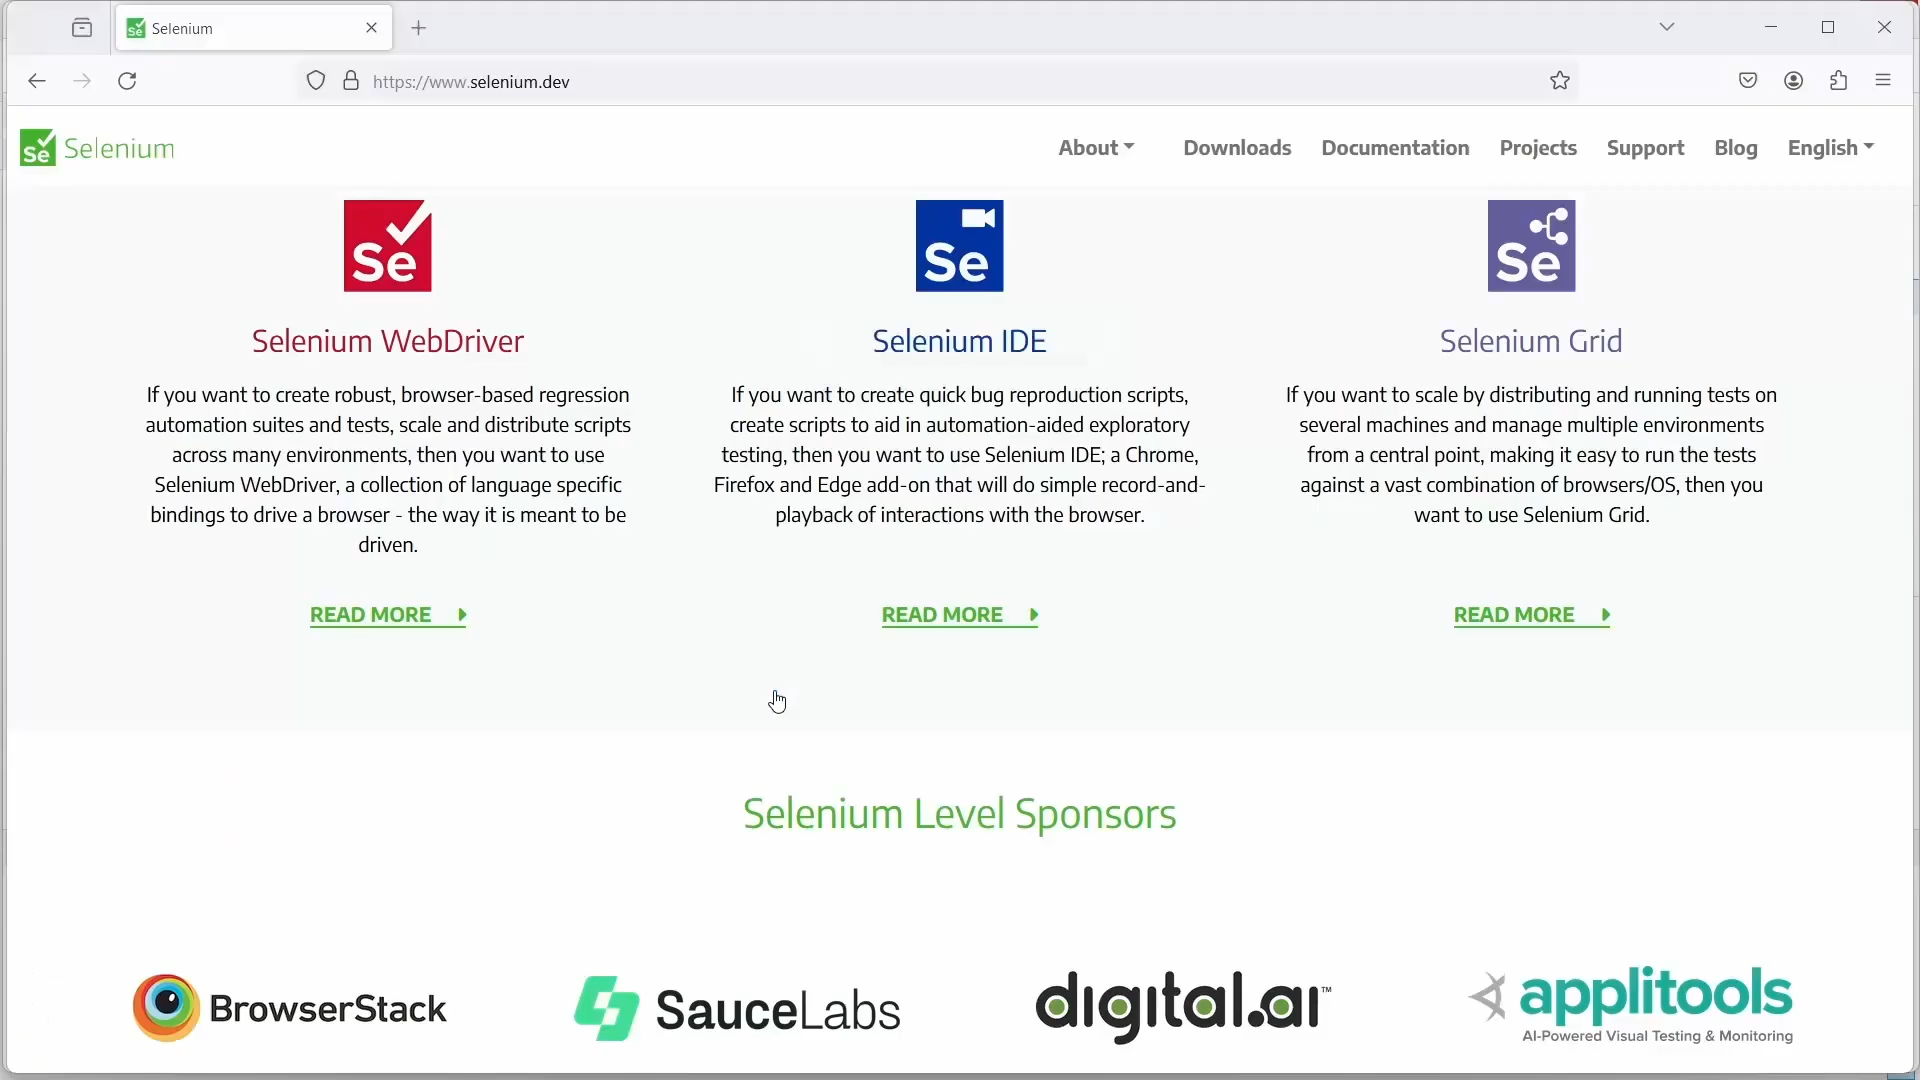 Se Selenium
https://www.selenium.dev
Se Selenium
About
Downloads
Documentation
Projects
Support
Blog
English
Se
Se
Se
Selenium WebDriver
If you want to create robust, browser-based regression
automation suites and tests, scale and distribute scripts
across many environments, then you want to use
Selenium WebDriver, a collection of language specific
bindings to drive a browser - the way it is meant to be
driven.
READ MORE
Selenium IDE
If you want to create quick bug reproduction scripts,
create scripts to aid in automation-aided exploratory
testing, then you want to use Selenium IDE; a Chrome,
Firefox and Edge add-on that will do simple record-and-
playback of interactions with the browser.
READ MORE
Selenium Grid
If you want to scale by distributing and running tests on
several machines and manage multiple environments
from a central point, making it easy to run the tests
against a vast combination of browsers/OS, then you
want to use Selenium Grid.
READ MORE
Selenium Level Sponsors
BrowserStack
SauceLabs
digital.ai™
applitools
AI-Powered Visual Testing & Monitoring